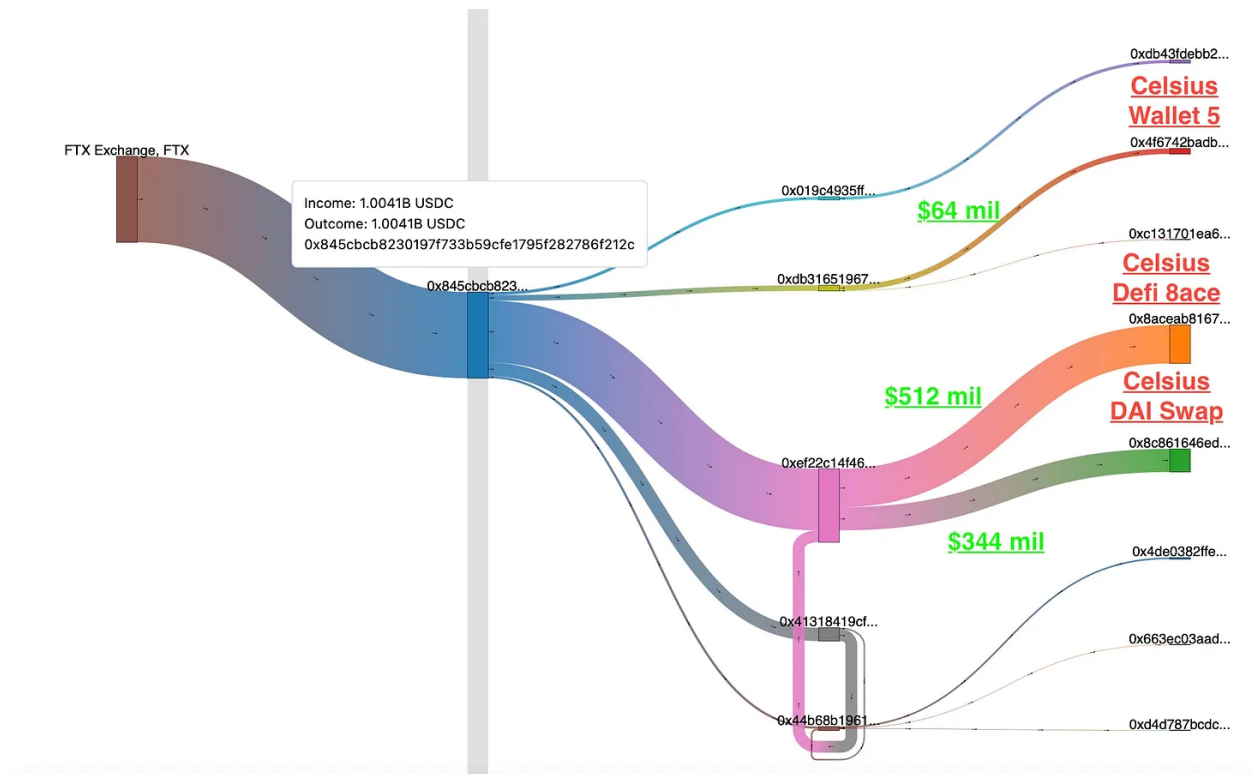 0xdb43fdebb2...
Celsius
Wallet 5
0x4f6742badb...
FTX Exchange, FTX
Income: 1.0041B USDC
Outcome: 1.0041B USDC
0x845cbcb8230197f733b59cfe1795f282786f212c
0x019c4935ff...
$64 mil
0xc131701ea6...
Celsius
Defi 8ace
0x845cbcb823...
0xdb31651967...
0x8aceab8167...
$512 mil
Celsius
DAI Swap
0x8c861646ed...
0xef22c14f46...
$344 mil
0x4de0382ffe...
0x41318419cf...
0x663ec03aad...
0x44b68b1961...
0xd4d787bcdc...